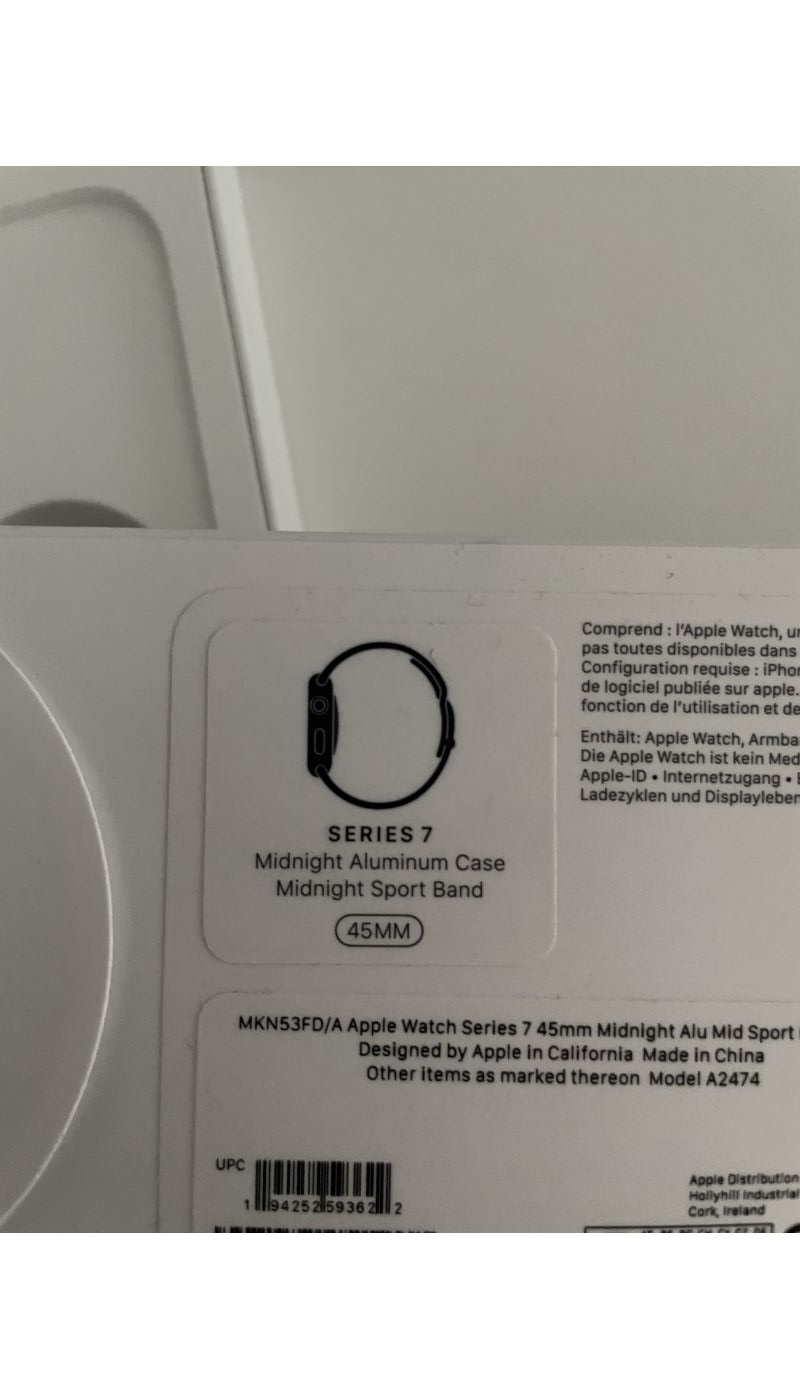 SERIES 7
Midnight Aluminum Case
Midnight Sport Band
45MM
Comprend : l'Apple Watch,
pas toutes disponibles dans
Configuration requise :
de logiciel publiée sur apple.
fonction de l'utilisation et
Enthält: Apple Watch,
Die Apple Watch ist kein
Apple-ID • Internetzugang •
Ladezyklen und
MKN53FD/A Apple Watch Series 7 45mm Midnight Alu Mid Sport
Designed by Apple in California Made in China
Other items as marked thereon Model A2474
UPC
1 94252 59362 2
Apple Distribution
Hollyhill Industrial
Cork, Ireland